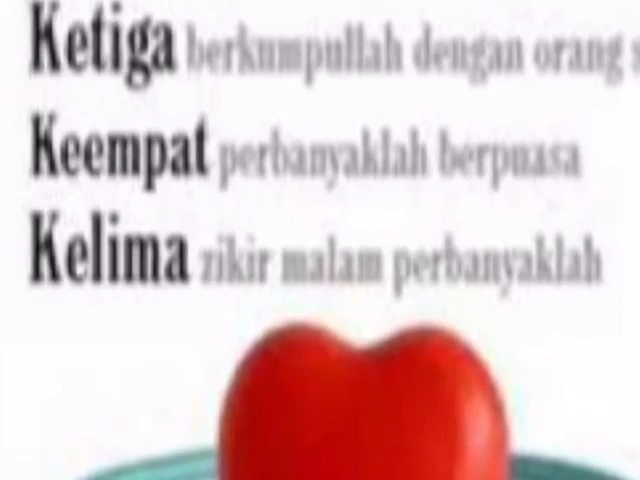 Ketiga berkumpullah dengan orang
Keempat perbanyaklah berpuasa
Kelima zikir malam perbanyaklah